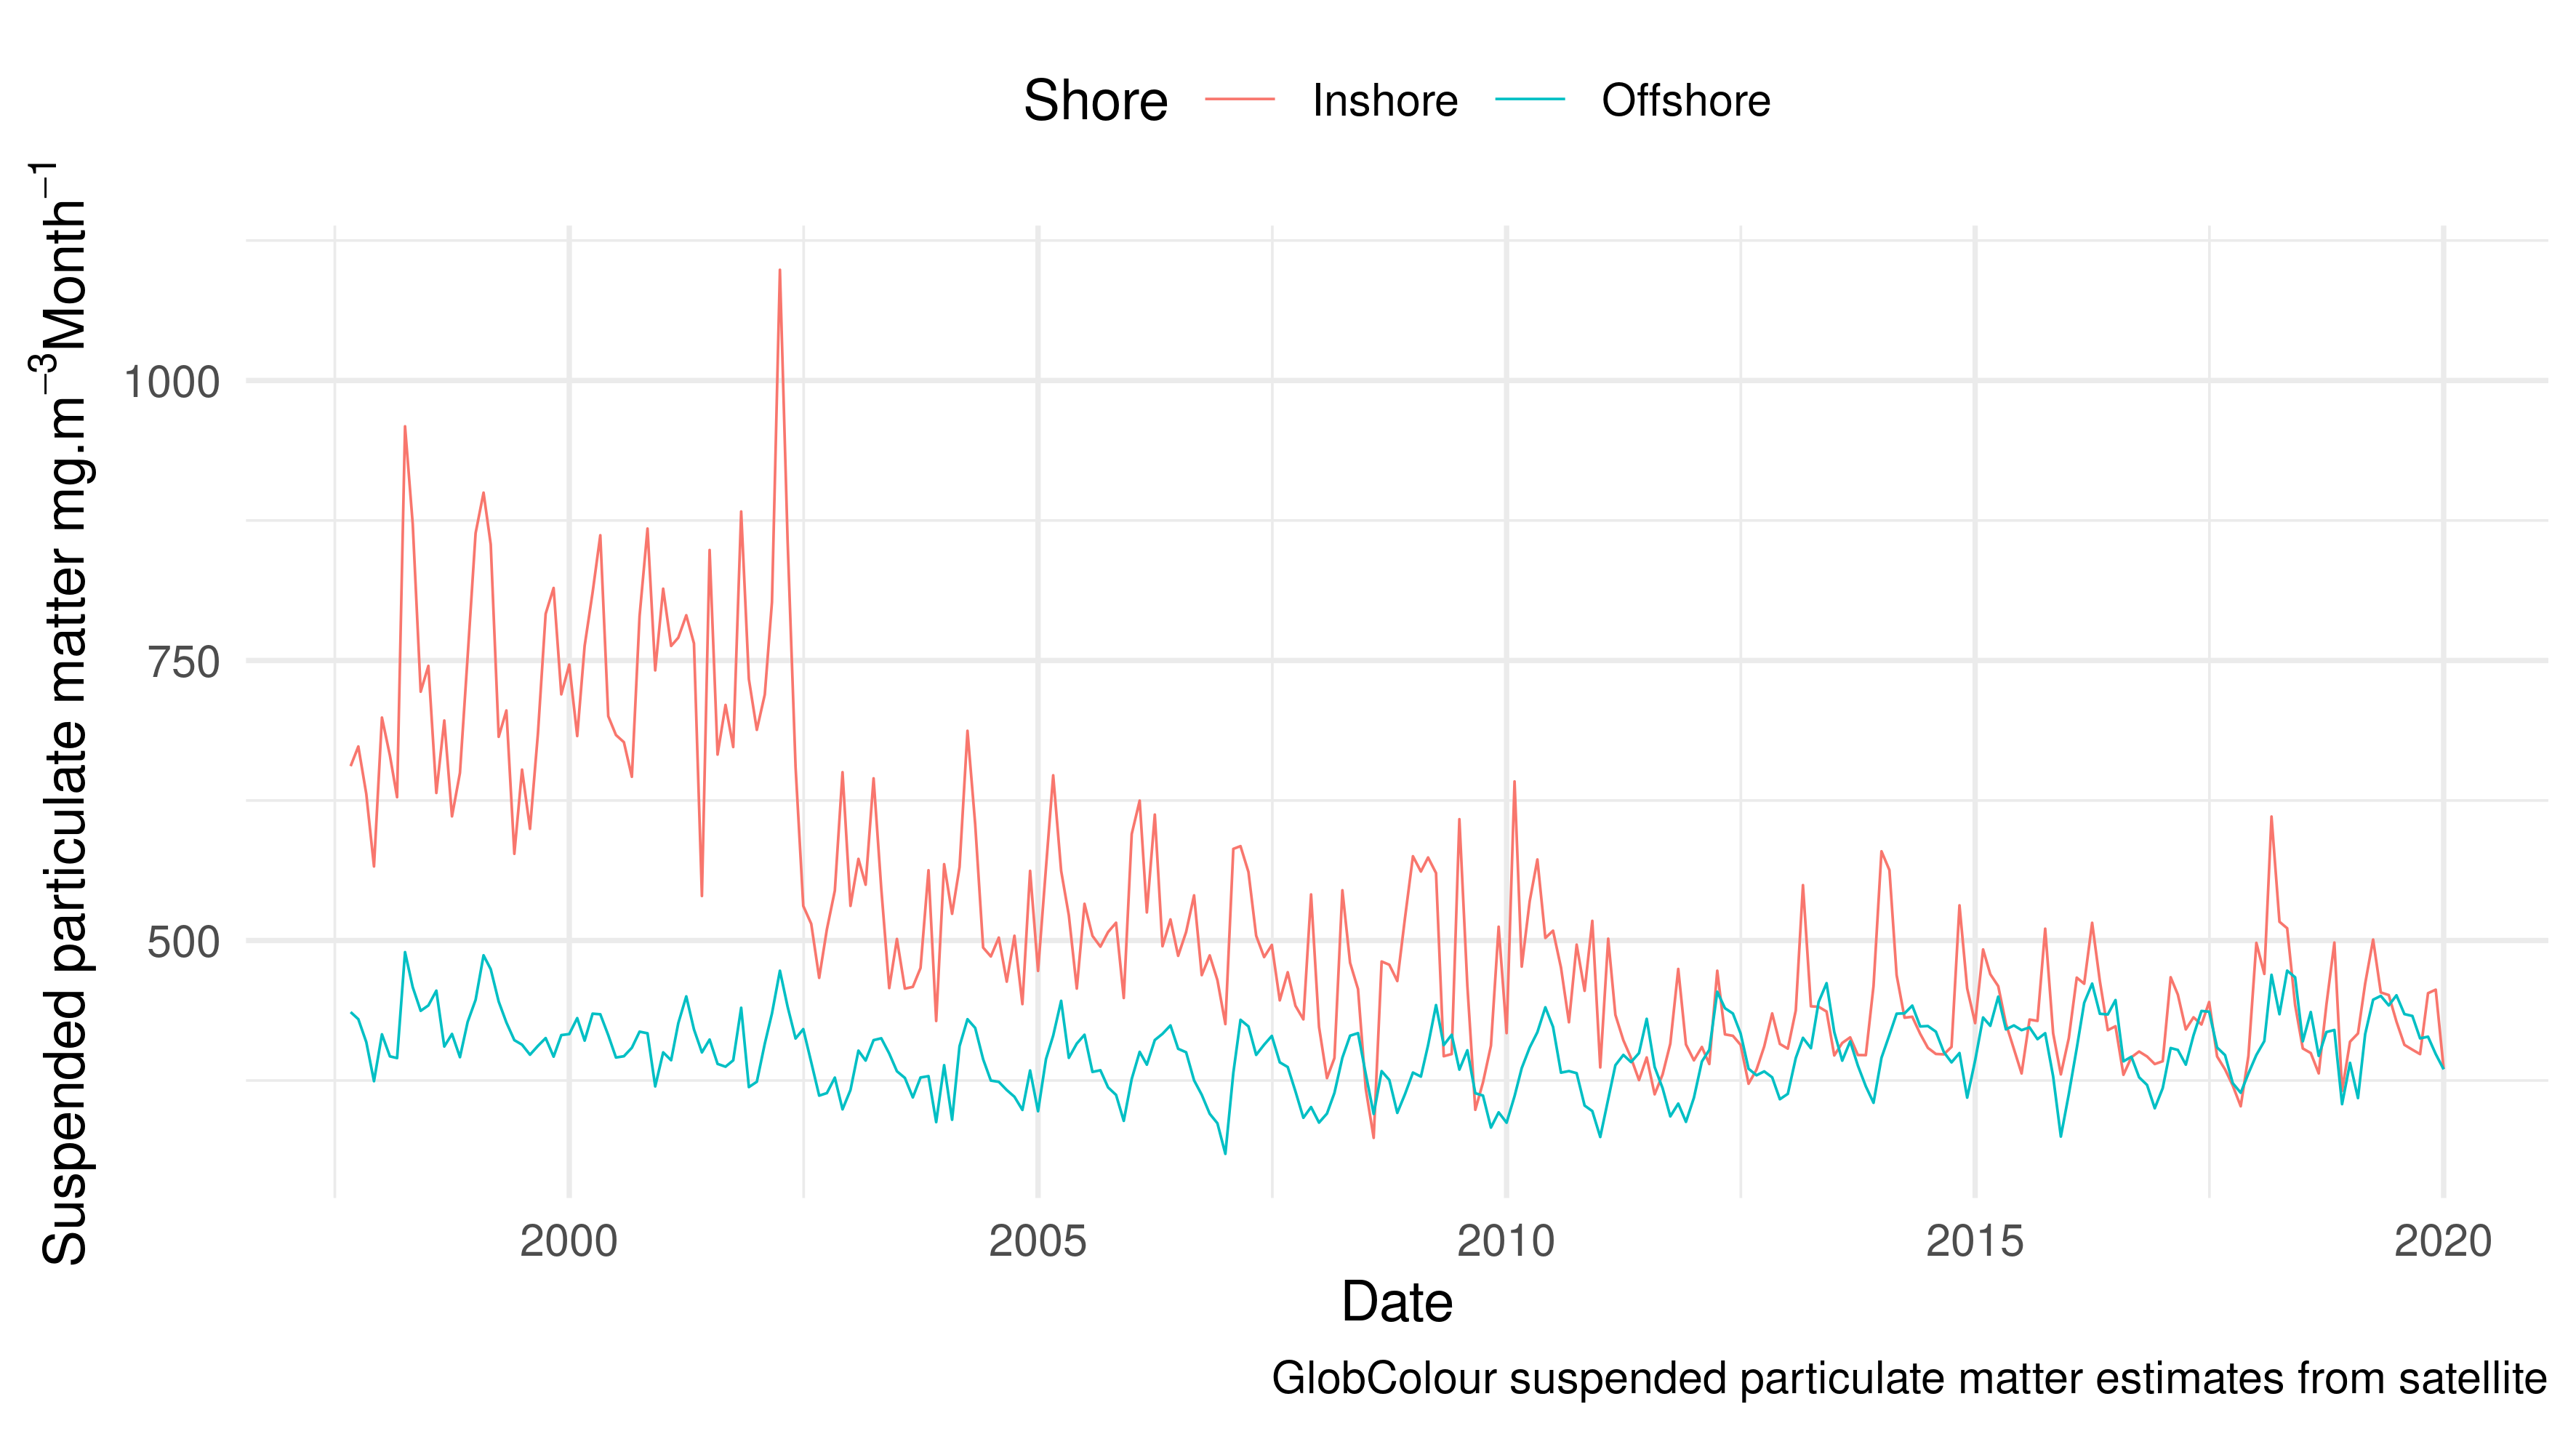 Shore Inshore Offshore
Suspended particulate matter mg.m⁻³Month⁻¹
1000
750
500
2000 2005 2010 2015 2020
Date
GlobColour suspended particulate matter estimates from satellite